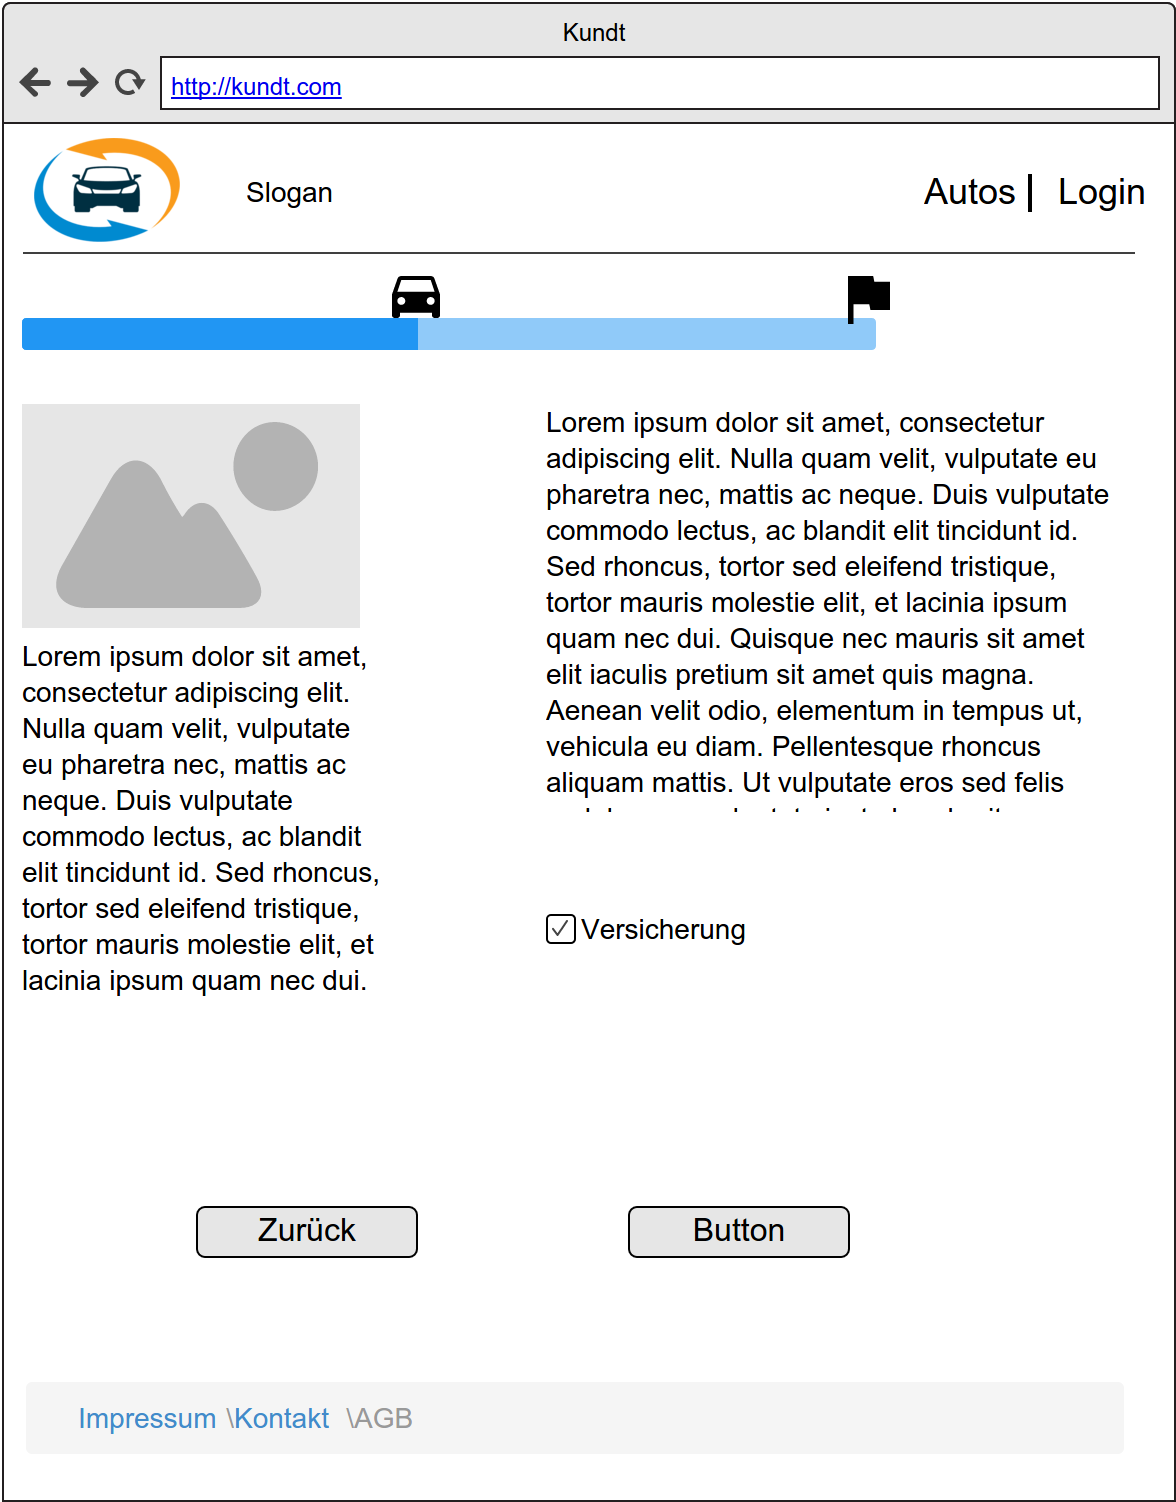 Kundt
http://kundt.com
Slogan
Autos | Login
Lorem ipsum dolor sit amet,
consectetur adipiscing elit.
Nulla quam velit, vulputate
eu pharetra nec, mattis ac
neque. Duis vulputate
commodo lectus, ac blandit
elit tincidunt id. Sed rhoncus,
tortor sed eleifend tristique,
tortor mauris molestie elit, et
lacinia ipsum quam nec dui.
Lorem ipsum dolor sit amet, consectetur
adipiscing elit. Nulla quam velit, vulputate eu
pharetra nec, mattis ac neque. Duis vulputate
commodo lectus, ac blandit elit tincidunt id.
Sed rhoncus, tortor sed eleifend tristique,
tortor mauris molestie elit, et lacinia ipsum
quam nec dui. Quisque nec mauris sit amet
elit iaculis pretium sit amet quis magna.
Aenean velit odio, elementum in tempus ut,
vehicula eu diam. Pellentesque rhoncus
aliquam mattis. Ut vulputate eros sed felis
Versicherung
Zurück
Button
Impressum \Kontakt \AGB